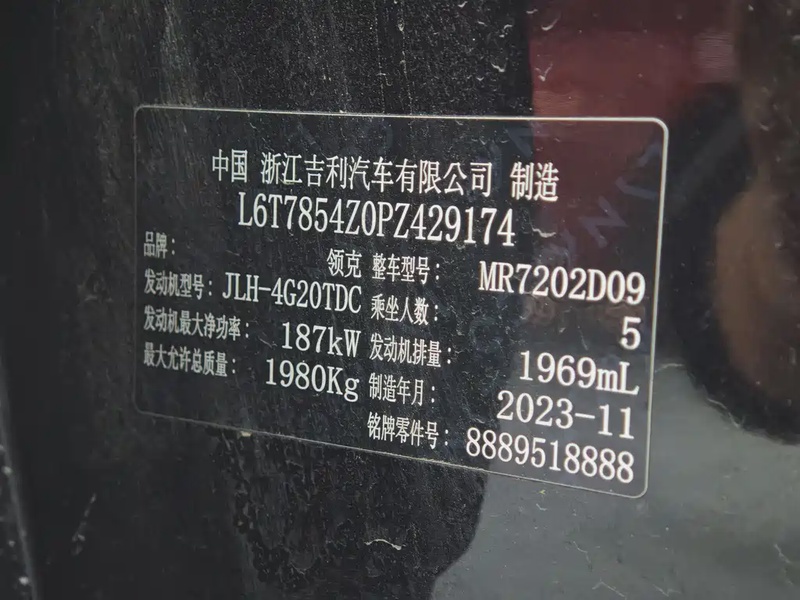 中国 浙江吉利汽车有限公司 制造
L6T7854Z0PZ429174
品牌： 领克 整车型号： MR7202D09
发动机型号： JLH-4G20TDC 乘坐人数： 5
发动机最大净功率： 187kW 发动机排量： 1969mL
最大允许总质量： 1980Kg 制造年月： 2023-11
铭牌零件号： 8889518888